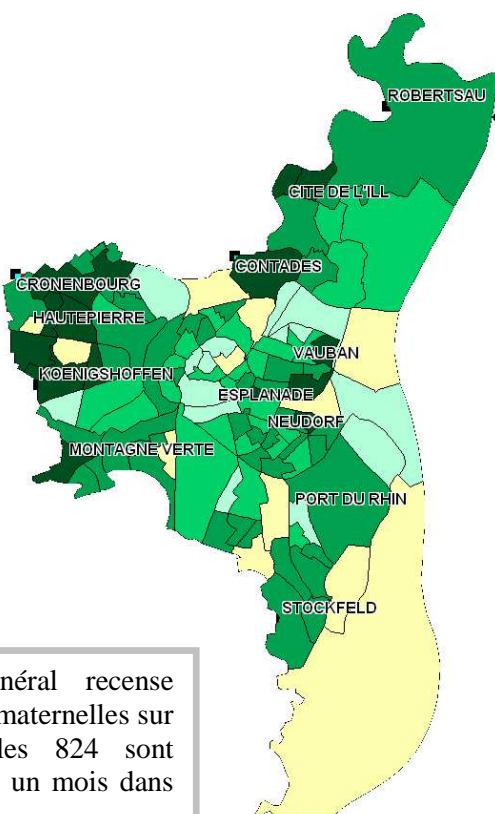 ROBERTSAU
CITE DE L'ILL
CONTADES
CRONENBOURG
HAUTEPIERRE
VAUBAN
KOENIGSHOFFEN
ESPLANADE
NEUDORF
MONTAGNE VERTE
PORT DU RHIN
STOCKFELD
néral recense
maternelles sur
les 824 sont
un mois dans